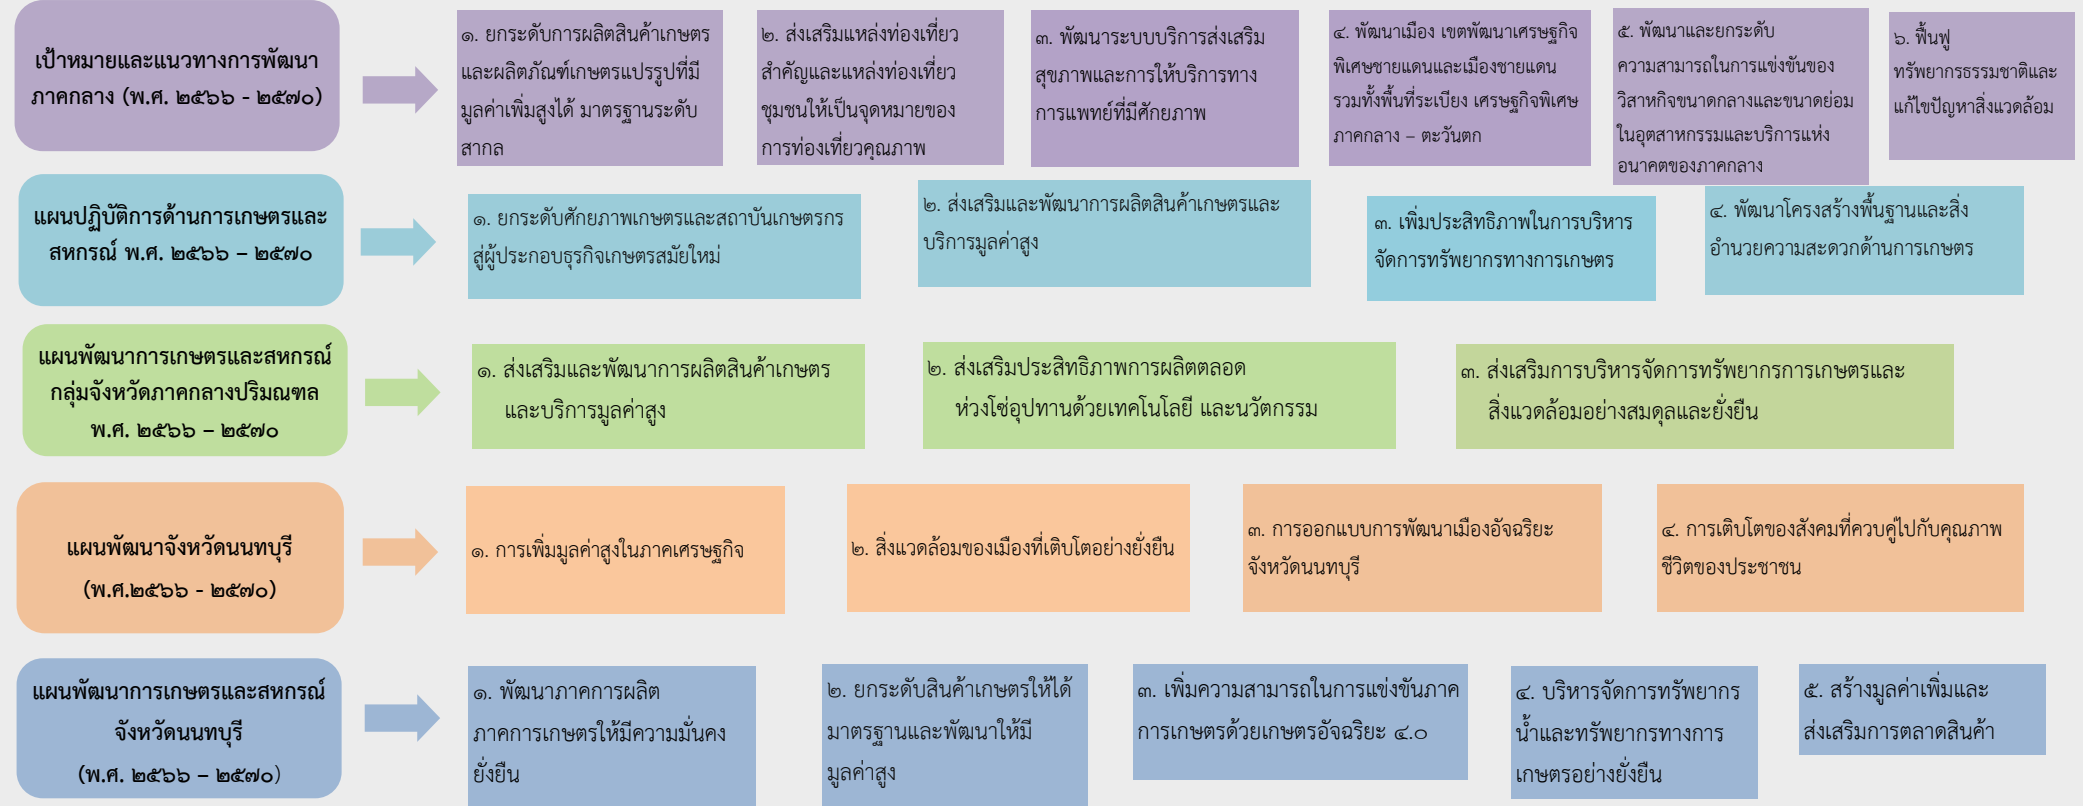 เป้าหมายและแนวทางการพัฒนา
ภาคกลาง (พ.ศ. ๒๕๖๖ - ๒๕๗๐)
๑. ยกระดับการผลิตสินค้าเกษตร
และผลิตภัณฑ์เกษตรแปรรูปที่มี
มูลค่าเพิ่มสูงได้ มาตรฐานระดับ
สากล
๒. ส่งเสริมแหล่งท่องเที่ยว
สำคัญและแหล่งท่องเที่ยว
ชุมชนให้เป็นจุดหมายของ
การท่องเที่ยวคุณภาพ
๓. พัฒนาระบบบริการส่งเสริม
สุขภาพและการให้บริการทาง
การแพทย์ที่มีศักยภาพ
๔. พัฒนาเมือง เขตพัฒนาเศรษฐกิจ
พิเศษชายแดนและเมืองชายแดน
รวมทั้งพื้นที่ระเบียง เศรษฐกิจพิเศษ
ภาคกลาง – ตะวันตก
๕. พัฒนาและยกระดับ
ความสามารถในการแข่งขันของ
วิสาหกิจขนาดกลางและขนาดย่อม
ในอุตสาหกรรมและบริการแห่ง
อนาคตของภาคกลาง
๖. ฟื้นฟู
ทรัพยากรธรรมชาติและ
แก้ไขปัญหาสิ่งแวดล้อม
แผนปฏิบัติการด้านการเกษตรและ
สหกรณ์ พ.ศ. ๒๕๖๖ – ๒๕๗๐
๑. ยกระดับศักยภาพเกษตรและสถาบันเกษตรกร
สู่ผู้ประกอบธุรกิจเกษตรสมัยใหม่
๒. ส่งเสริมและพัฒนาการผลิตสินค้าเกษตรและ
บริการมูลค่าสูง
๓. เพิ่มประสิทธิภาพในการบริหาร
จัดการทรัพยากรทางการเกษตร
๔. พัฒนาโครงสร้างพื้นฐานและสิ่ง
อำนวยความสะดวกด้านการเกษตร
แผนพัฒนาการเกษตรและสหกรณ์
กลุ่มจังหวัดภาคกลางปริมณฑล
พ.ศ. ๒๕๖๖ – ๒๕๗๐
๑. ส่งเสริมและพัฒนาการผลิตสินค้าเกษตร
และบริการมูลค่าสูง
๒. ส่งเสริมประสิทธิภาพการผลิตตลอด
ห่วงโซ่อุปทานด้วยเทคโนโลยี และนวัตกรรม
๓. ส่งเสริมการบริหารจัดการทรัพยากรการเกษตรและ
สิ่งแวดล้อมอย่างสมดุลและยั่งยืน
แผนพัฒนาจังหวัดนนทบุรี
(พ.ศ.๒๕๖๖ - ๒๕๗๐)
๑. การเพิ่มมูลค่าสูงในภาคเศรษฐกิจ
๒. สิ่งแวดล้อมของเมืองที่เติบโตอย่างยั่งยืน
๓. การออกแบบการพัฒนาเมืองอัจฉริยะ
จังหวัดนนทบุรี
๔. การเติบโตของสังคมที่ควบคู่ไปกับคุณภาพ
ชีวิตของประชาชน
แผนพัฒนาการเกษตรและสหกรณ์
จังหวัดนนทบุรี
(พ.ศ. ๒๕๖๖ – ๒๕๗๐)
๑. พัฒนาภาคการผลิต
ภาคการเกษตรให้มีความมั่นคง
ยั่งยืน
๒. ยกระดับสินค้าเกษตรให้ได้
มาตรฐานและพัฒนาให้มี
มูลค่าสูง
๓. เพิ่มความสามารถในการแข่งขันภาค
การเกษตรด้วยเกษตรอัจฉริยะ ๔.๐
๔. บริหารจัดการทรัพยากร
น้ำและทรัพยากรทางการ
เกษตรอย่างยั่งยืน
๕. สร้างมูลค่าเพิ่มและ
ส่งเสริมการตลาดสินค้า